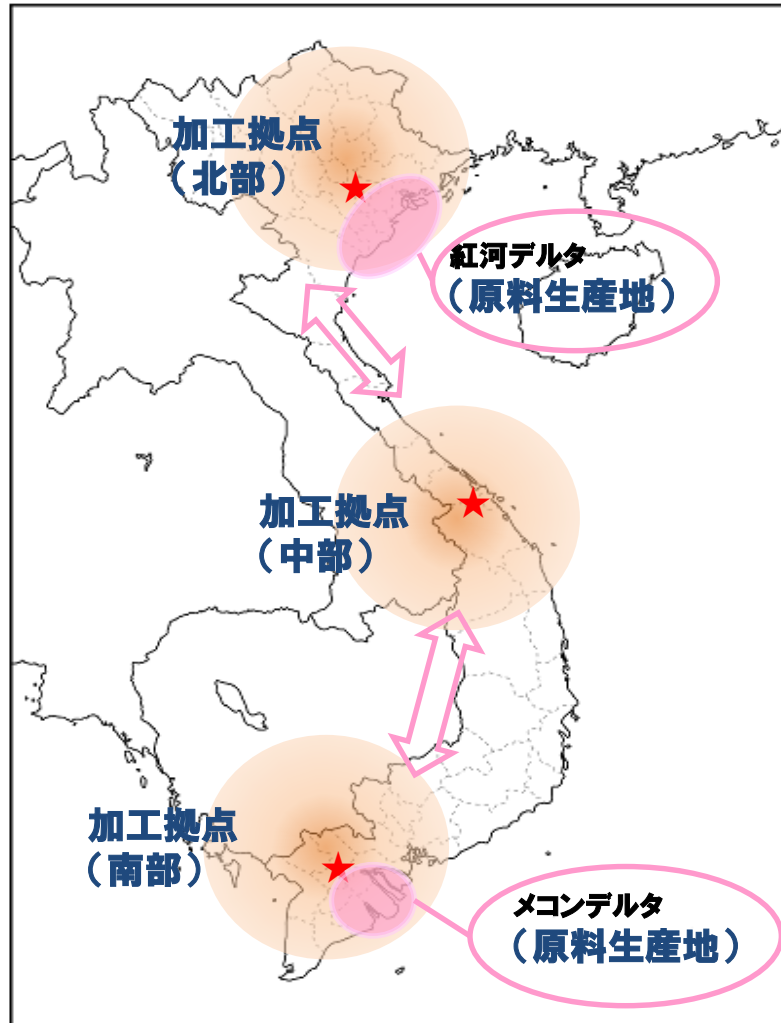 加工拠点
（北部）
紅河デルタ
（原料生産地）
加工拠点
（中部）
加工拠点
（南部）
メコンデルタ
（原料生産地）